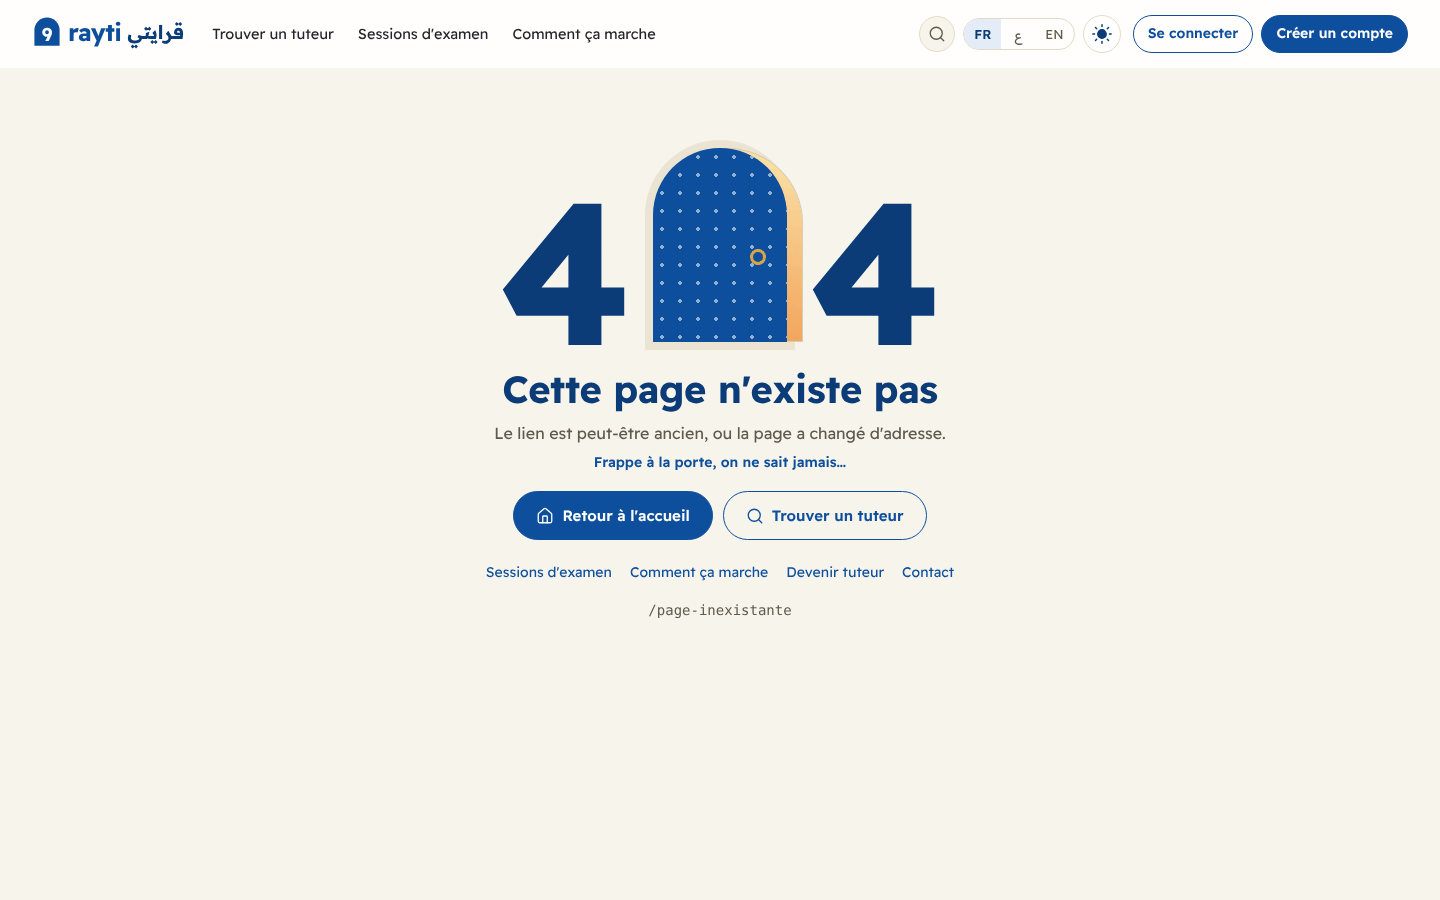 9 rayti قرايتي
Trouver un tuteur
Sessions d'examen
Comment ça marche
FR
ع
EN
Se connecter
Créer un compte
4 4
Cette page n'existe pas
Le lien est peut-être ancien, ou la page a changé d'adresse.
Frappe à la porte, on ne sait jamais…
Retour à l'accueil
Trouver un tuteur
Sessions d'examen
Comment ça marche
Devenir tuteur
Contact
/page-inexistante